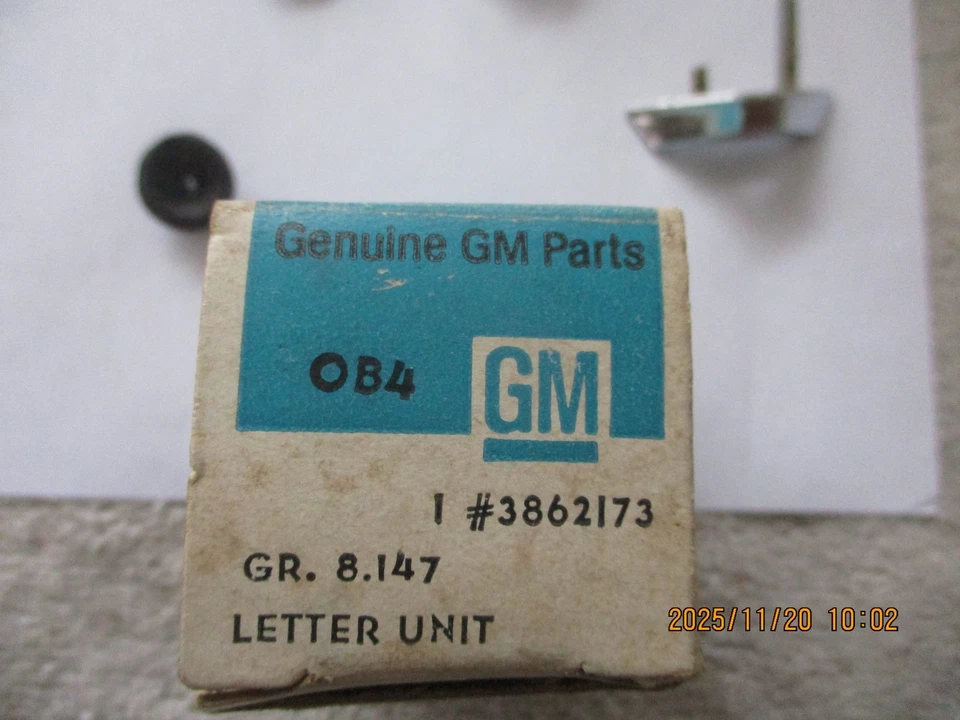 Genuine GM Parts
OB4
GM
1 #3862173
GR. 8.147
LETTER UNIT
2025/11/20 10:02